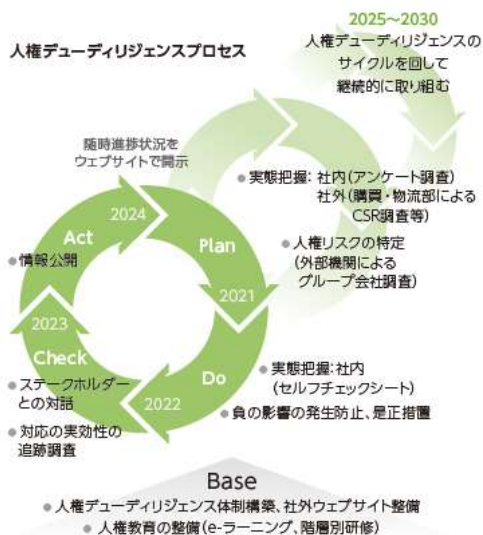 2025～2030
人権デューディリジェンスの
サイクルを回して
継続的に取り組む
人権デューディリジェンスプロセス
随時進捗状況を
ウェブサイトで開示
2024
Act
● 情報公開
Plan
● 実態把握：社内（アンケート調査）
社外（購買・物流部による
CSR調査等）
● 人権リスクの特定
（外部機関による
グループ会社調査）
2021
2023
Check
● ステークホルダー
との対話
● 対応の実効性の
追跡調査
Do
● 実態把握：社内
（セルフチェックシート）
● 負の影響の発生防止、是正措置
2022
Base
● 人権デューディリジェンス体制構築、社外ウェブサイト整備
● 人権教育の整備（e-ラーニング、階層別研修）